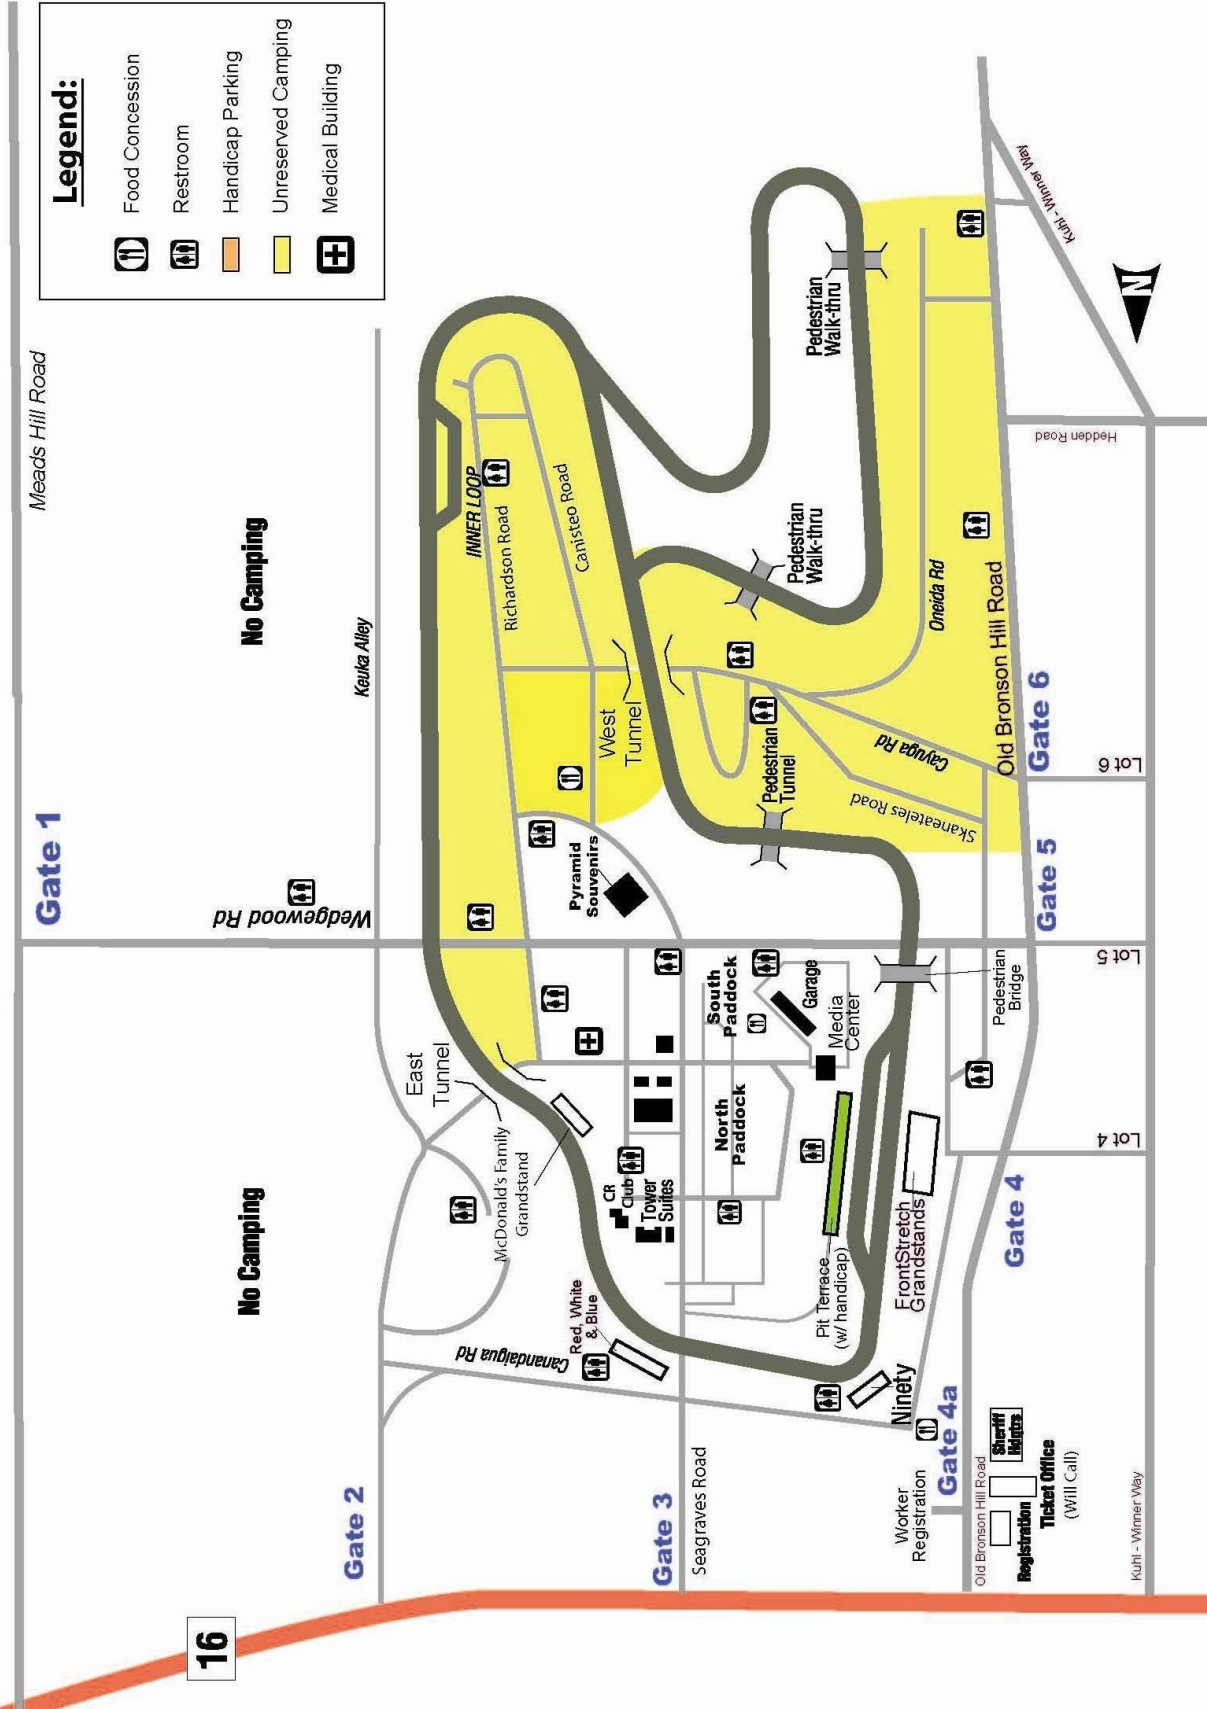 Legend:
Food Concession
Restroom
Handicap Parking
Unreserved Camping
Medical Building
Meads Hill Road
Gate 1
No Camping
No Camping
Keuka Alley
Wedgewood Rd
INNER LOOP
Richardson Road
Canisteo Road
West
Tunnel
Pyramid
Souvenirs
Pedestrian
Tunnel
Pedestrian
Walk-thru
Pedestrian
Walk-thru
Oneida Rd
Cayuga Rd
Skaneateles Road
Old Bronson Hill Road
Gate 6
Gate 5
Lot 6
Lot 5
Lot 4
Hedden Road
Kuhl - Winner Way
N
East
Tunnel
McDonald's Family
Grandstand
CR
Club
Tower
Suites
North
Paddock
South
Paddock
Garage
Media
Center
Pedestrian
Bridge
Pit Terrace
(w/ handicap)
FrontStretch
Grandstands
Gate 4
Red, White
& Blue
Canandaigua Rd
Ninety
Gate 2
Gate 3
Seagraves Road
Gate 4a
Worker
Registration
Old Bronson Hill Road
Registration
Ticket Office
(Will Call)
Sheriff
Hdqtrs
Kuhl - Winner Way
16